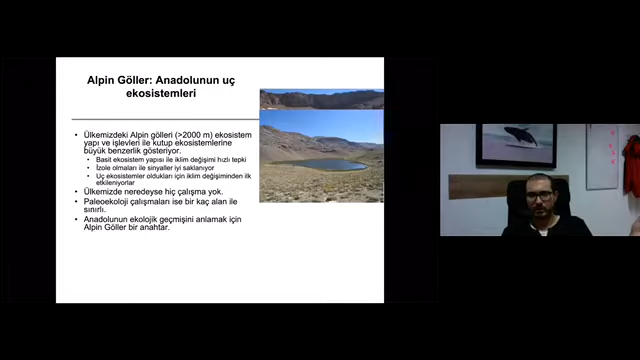 Alpin Göller: Anadolunun uç
ekosistemleri
• Ülkemizdeki Alpin gölleri (>2000 m) ekosistem
yapı ve işlevleri ile kutup ekosistemlerine
büyük benzerlik gösteriyor.
• Basit ekosistem yapısı ile iklim değişimi hızlı tepki
• İzole olmaları ile sinyaller iyi saklanıyor
• Uç ekosistemler oldukları için iklim değişiminden ilk
etkileniyorlar
• Ülkemizde neredeyse hiç çalışma yok.
• Paleoekoloji çalışmaları ise bir kaç alan ile
sınırlı.
• Anadolunun ekolojik geçmişini anlamak için
Alpin Göller bir anahtar.